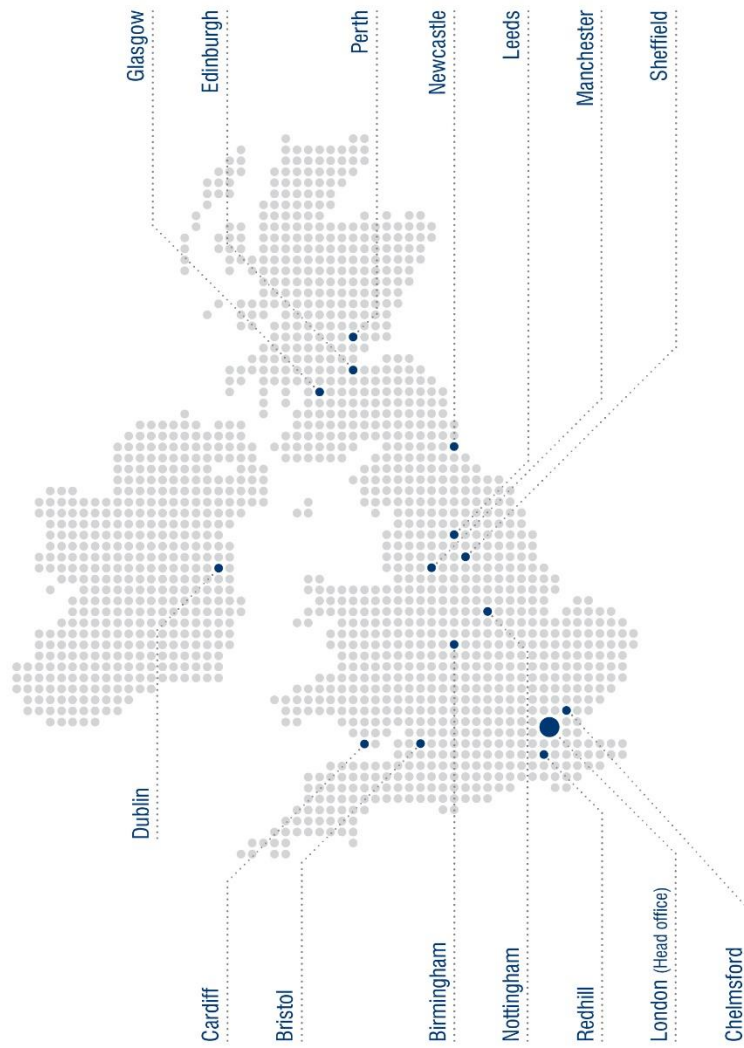 Glasgow
Edinburgh
Perth
Newcastle
Leeds
Manchester
Sheffield
Dublin
Cardiff
Bristol
Birmingham
Nottingham
Redhill
London (Head office)
Chelmsford